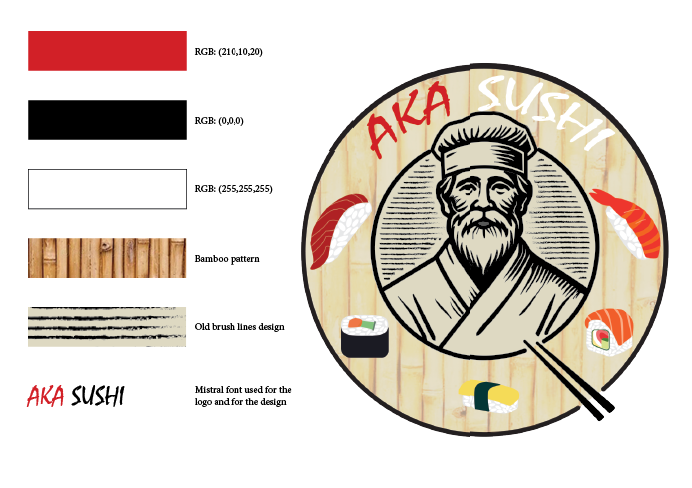 RGB: (210,10,20)
RGB: (0,0,0)
RGB: (255,255,255)
Bamboo pattern
Old brush lines design
AKA SUSHI
Mistral font used for the
logo and for the design
AKA SUSHI